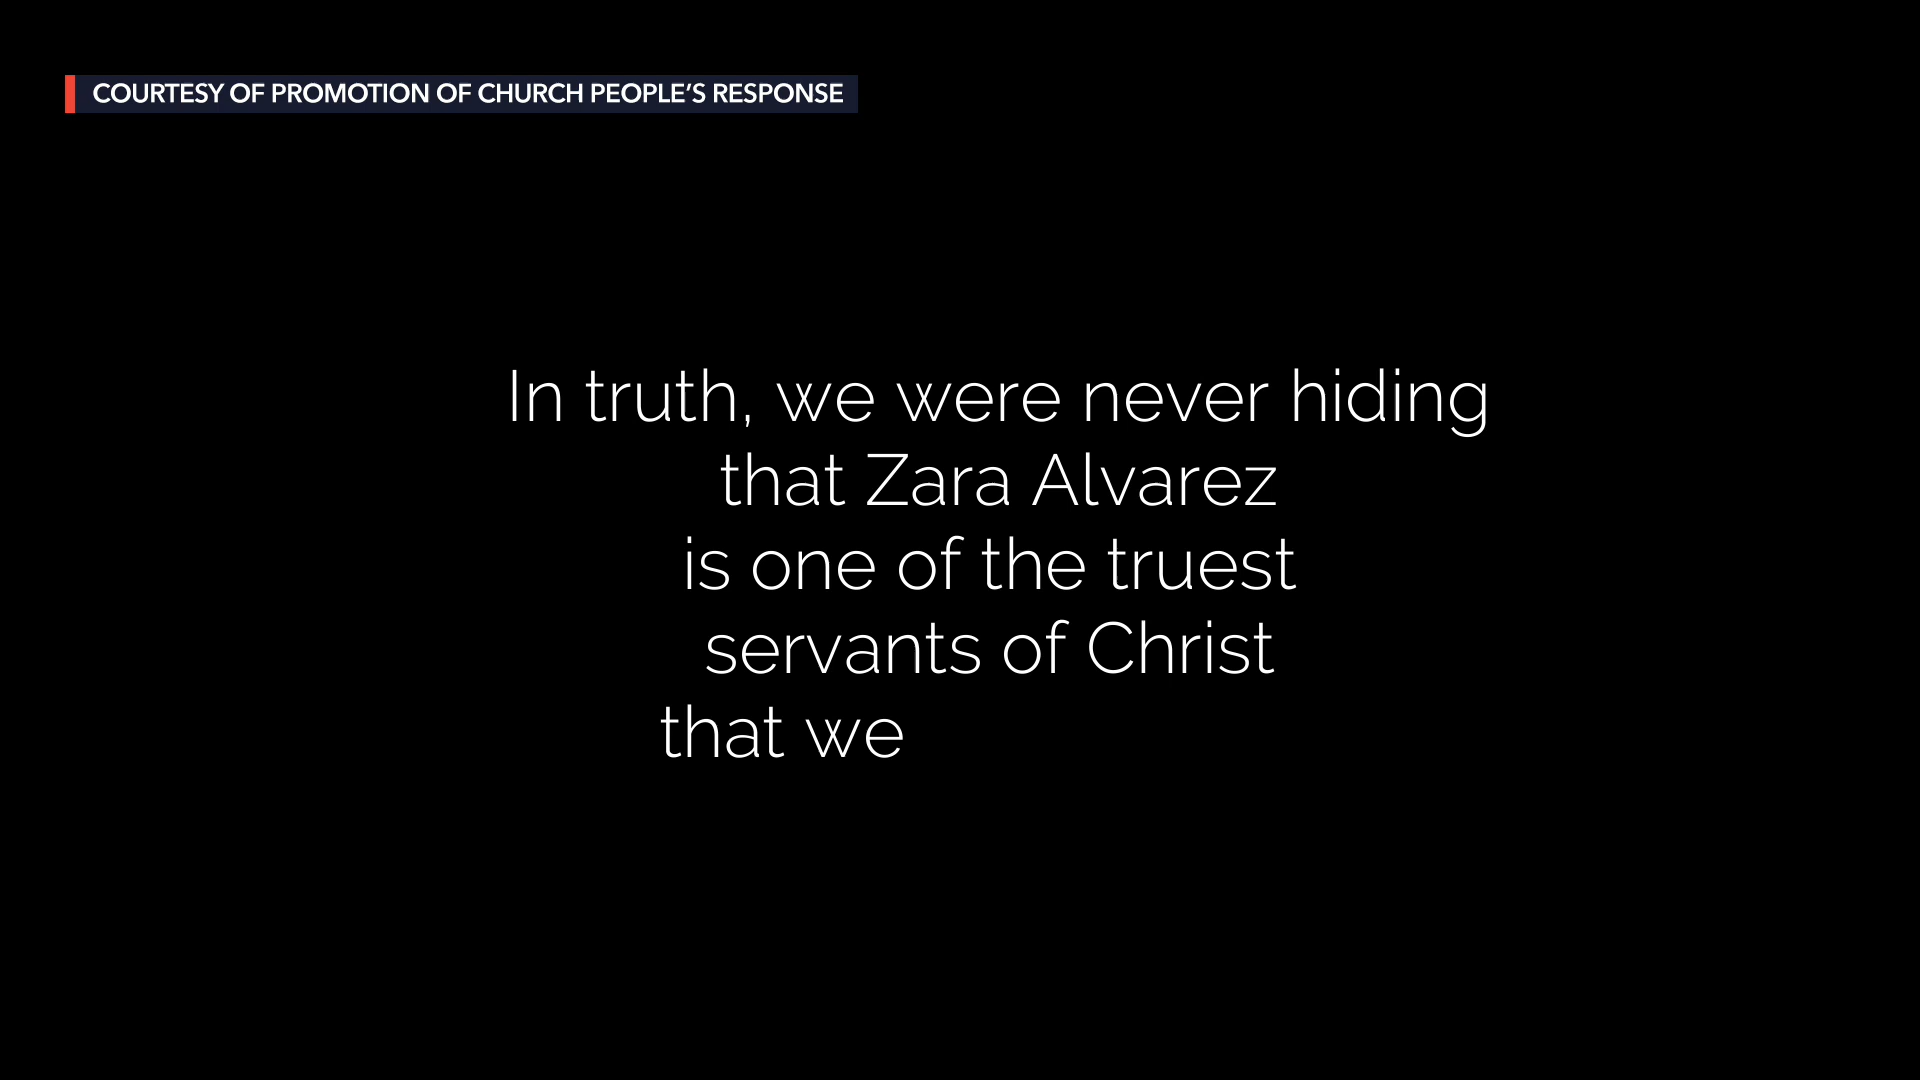 COURTESY OF PROMOTION OF CHURCH PEOPLE’S RESPONSE
In truth, we were never hiding
that Zara Alvarez
is one of the truest
servants of Christ
that we